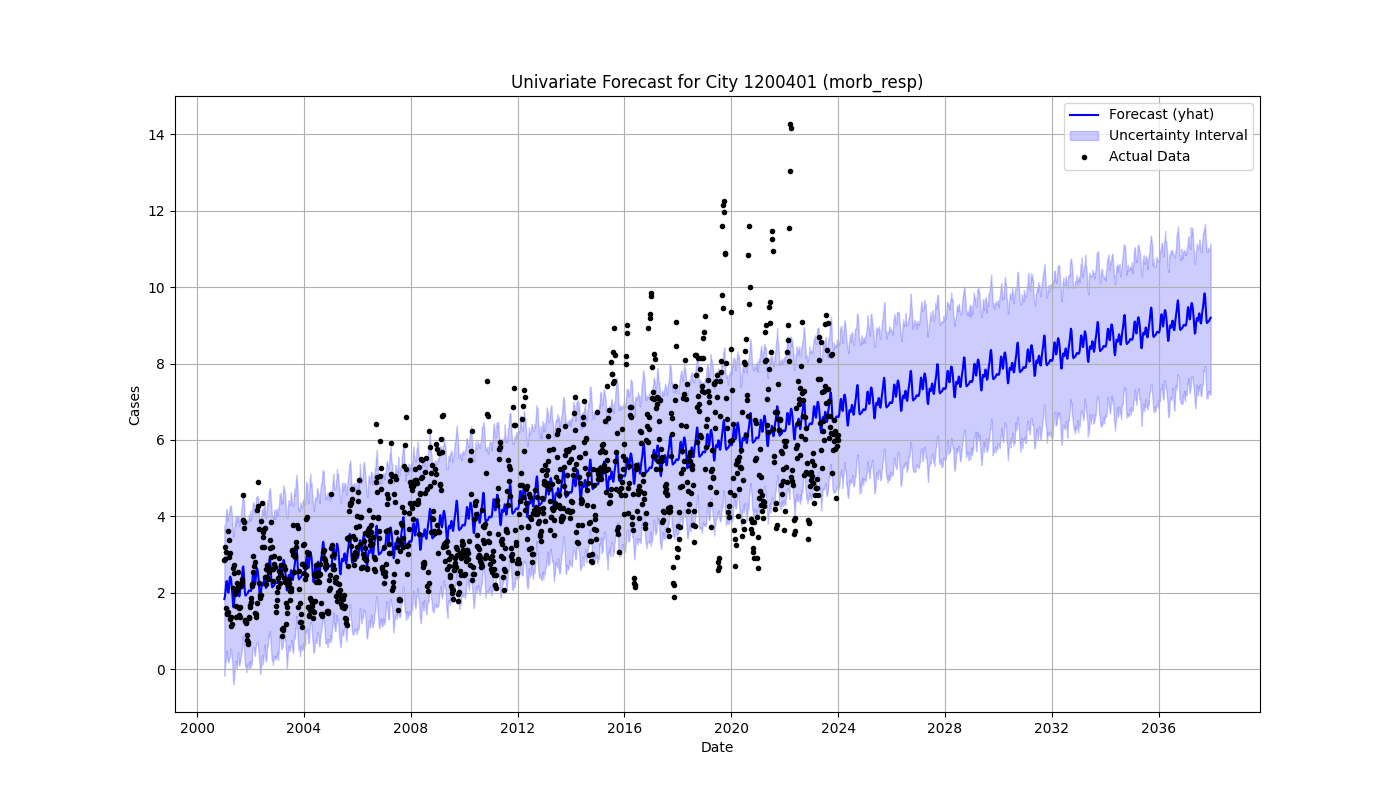 Univariate Forecast for City 1200401 (morb_resp)
Forecast (yhat)
Uncertainty Interval
Actual Data
14
12
10
8
6
4
2
0
Cases
2000 2004 2008 2012 2016 2020 2024 2028 2032 2036
Date